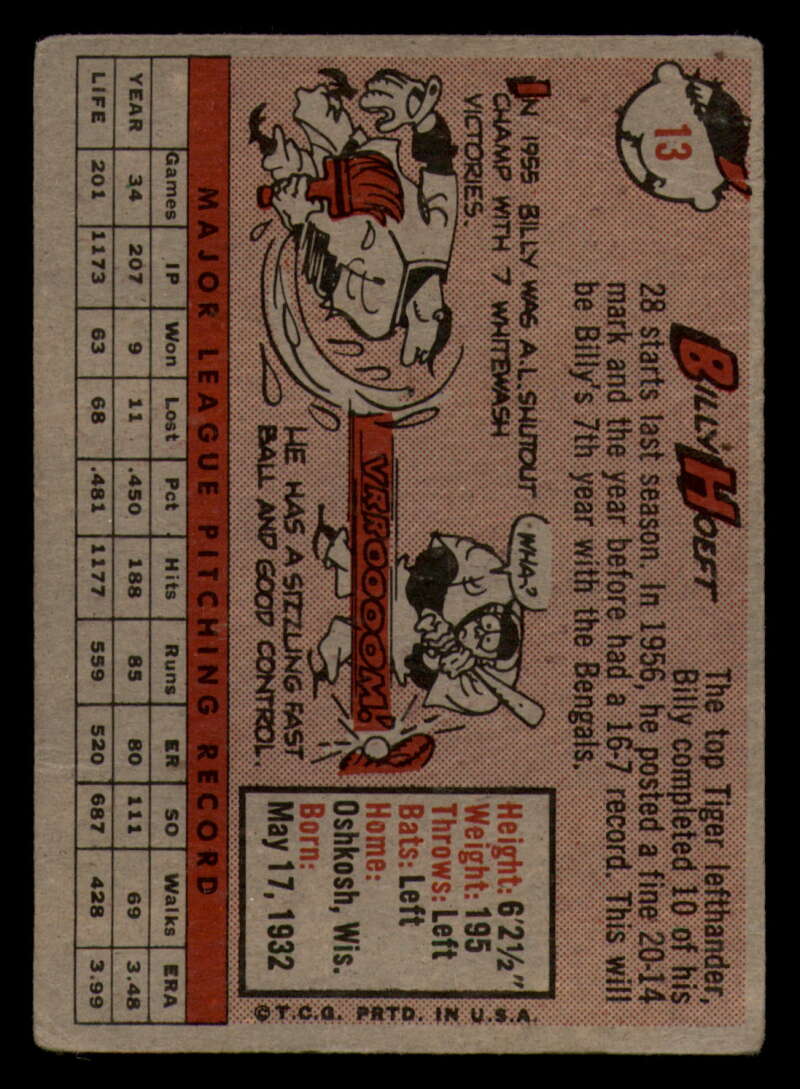 13
BILLY HOEFT
The top Tiger lefthander,
Billy completed 10 of his
28 starts last season. In 1956, he posted a fine 20-14
mark and the year before had a 16-7 record. This will
be Billy's 7th year with the Bengals.
IN 1955 BILLY WAS A.L. SHUTOUT
CHAMP WITH 7 WHITEWASH
VICTORIES.
WHA?
VRROOOOM!
HE HAS A SIZZLING FAST
BALL AND GOOD CONTROL.
Height: 6'2½"
Weight: 195
Throws: Left
Bats: Left
Home:
Oshkosh, Wis.
Born:
May 17, 1932
©T.C.G. PRTD. IN U.S.A.
MAJOR LEAGUE PITCHING RECORD
Games IP Won Lost Pct. Hits Runs ER SO Walks ERA
YEAR 34 207 9 11 .450 188 85 80 111 69 3.48
LIFE 201 1173 63 68 .481 1177 559 520 687 428 3.99